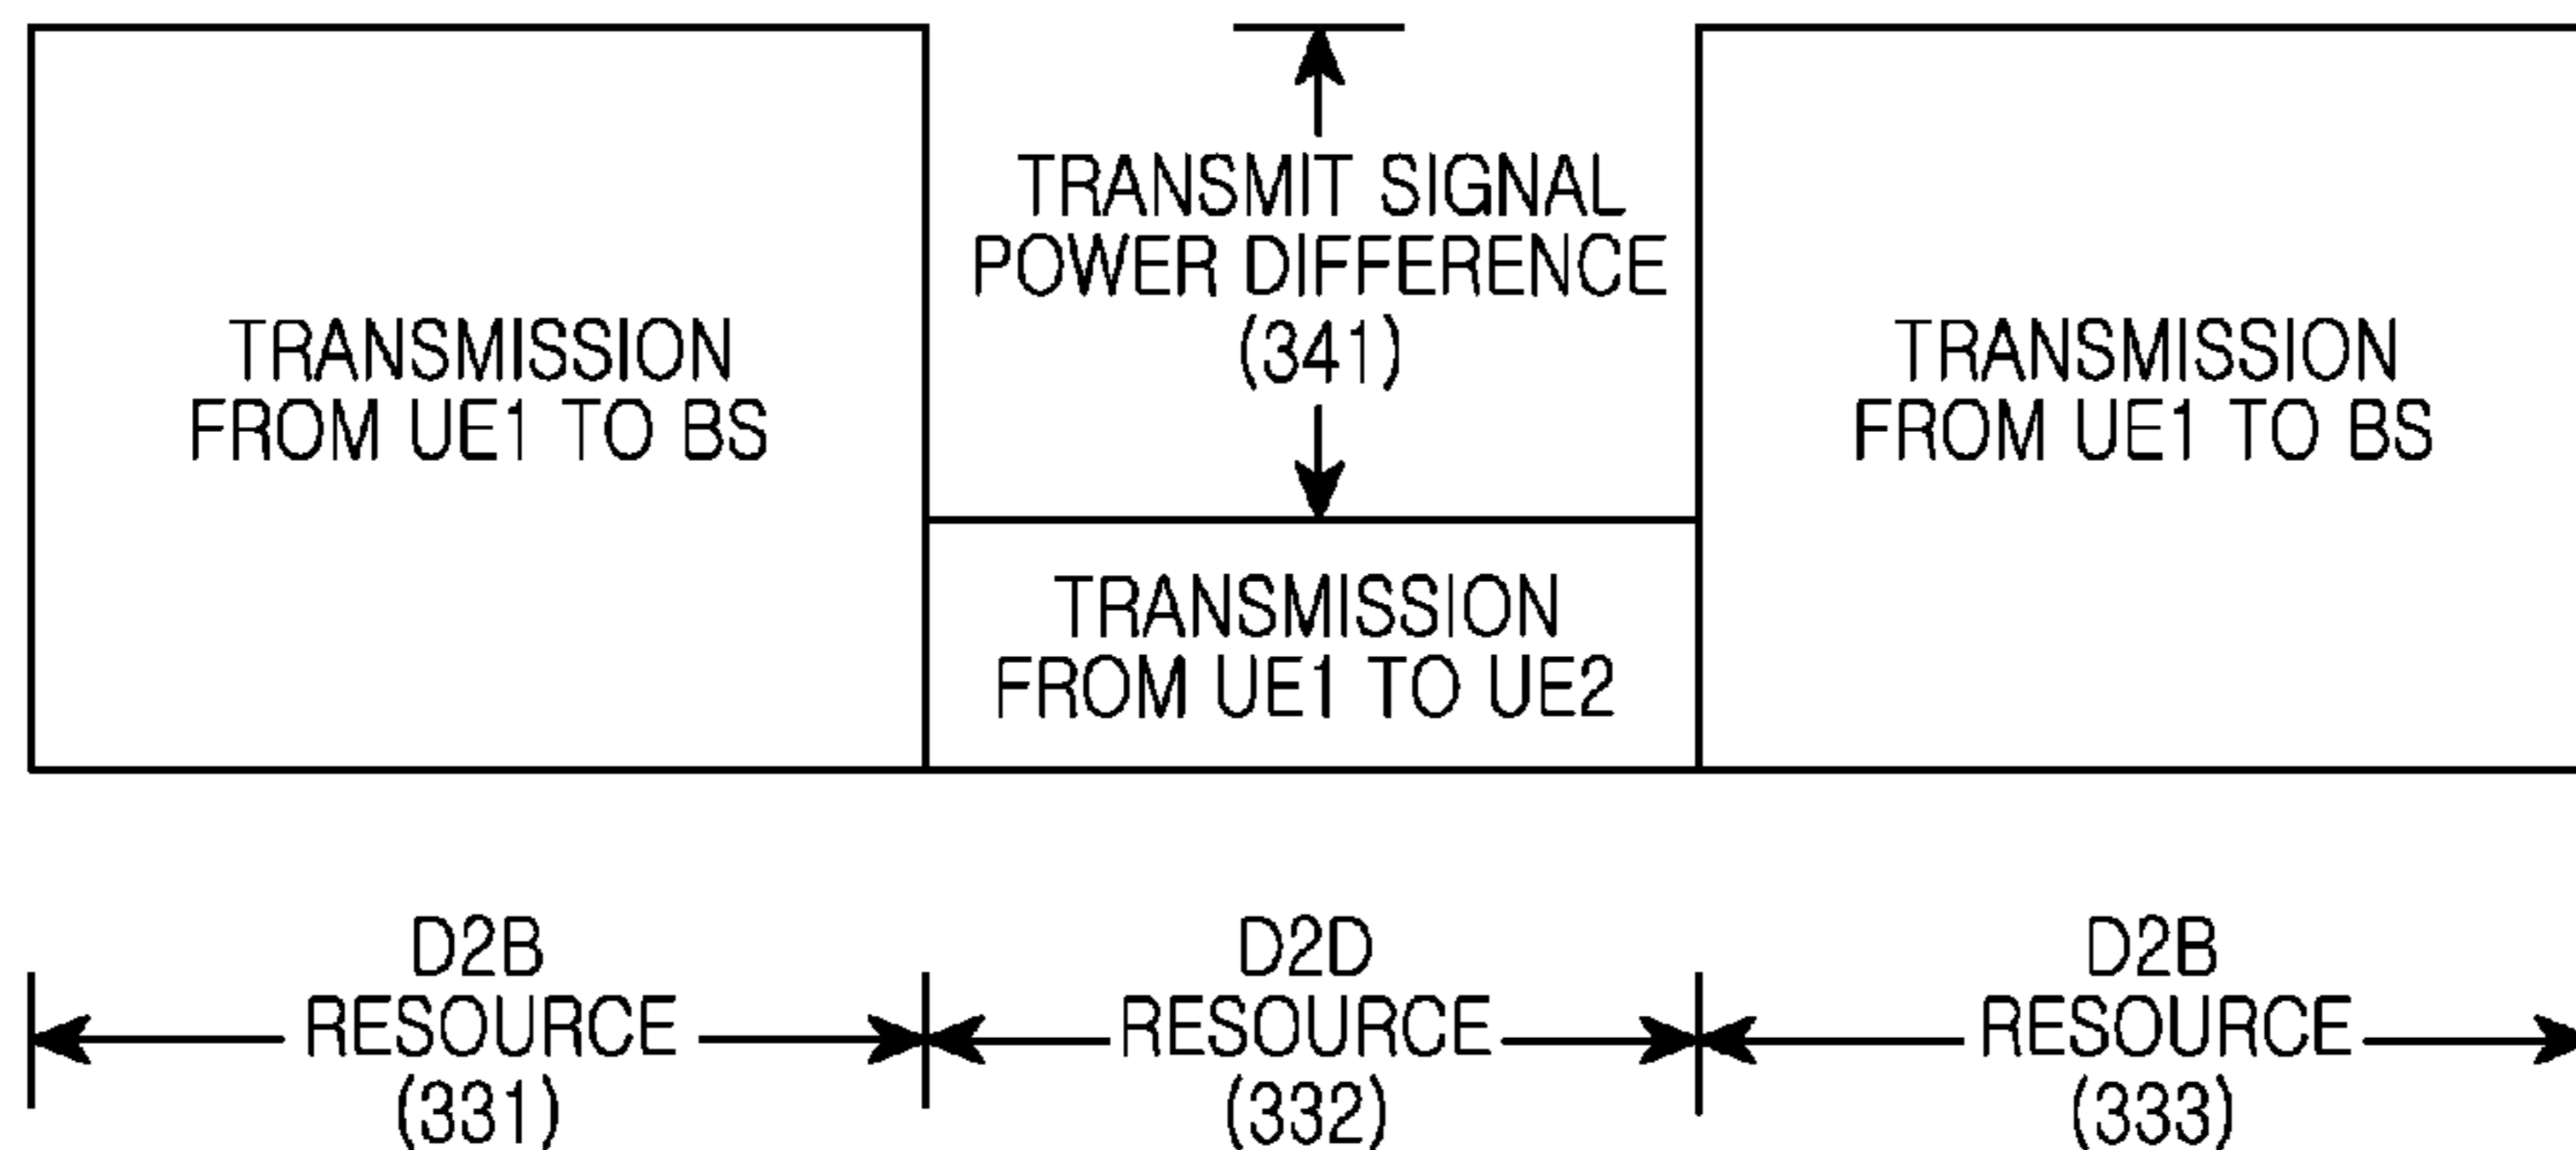 TRANSMISSION
FROM UE1 TO BS
TRANSMIT SIGNAL
POWER DIFFERENCE
(341)
TRANSMISSION
FROM UE1 TO UE2
TRANSMISSION
FROM UE1 TO BS
D2B
RESOURCE
(331)
D2D
RESOURCE
(332)
D2B
RESOURCE
(333)